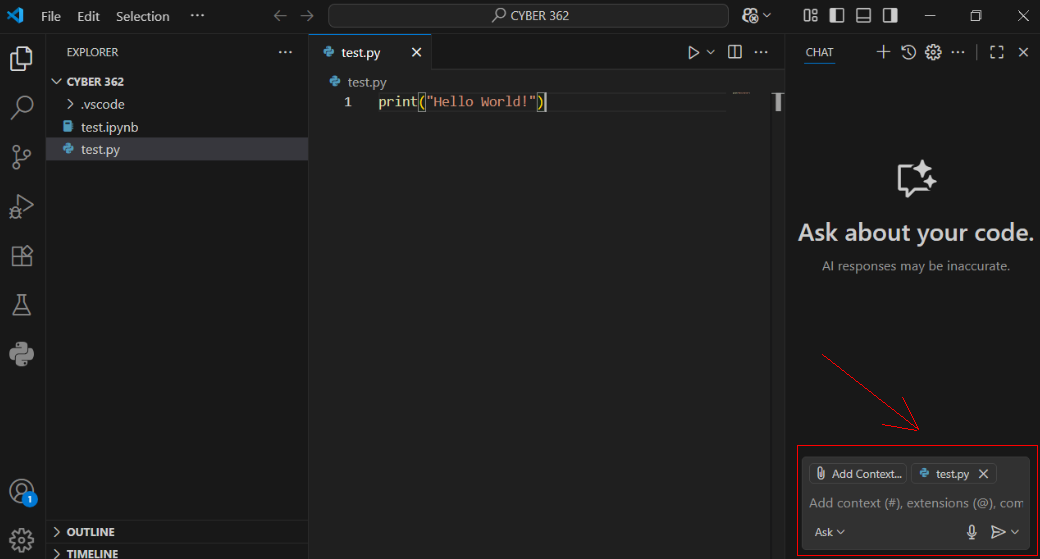 File Edit Selection ··· CYBER 362
EXPLORER ···
CYBER 362
.vscode
test.ipynb
test.py
1
OUTLINE
TIMELINE
test.py
test.py
1 print("Hello World!")
CHAT
Ask about your code.
AI responses may be inaccurate.
Add Context... test.py
Add context (#), extensions (@), com
Ask